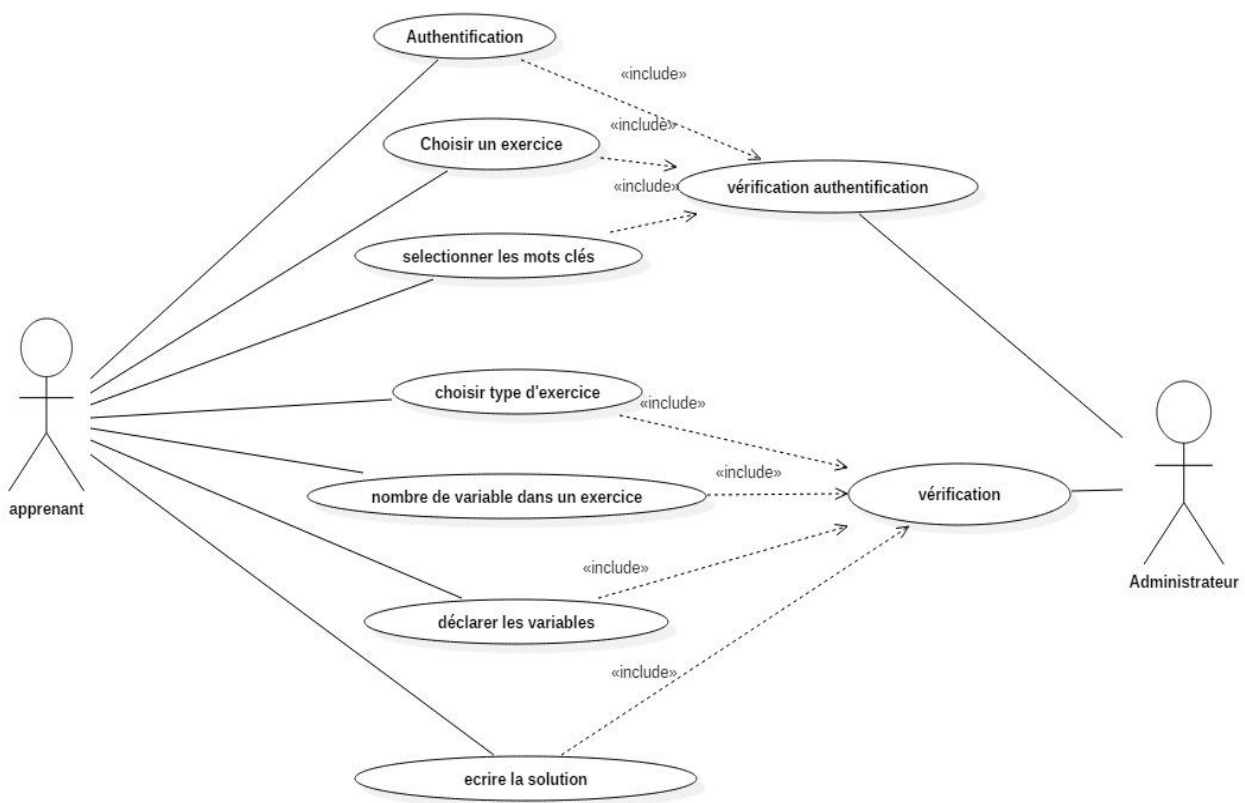 Authentification
«include»
«include»
Choisir un exercice
«include»
vérification authentification
selectionner les mots clés
choisir type d'exercice
«include»
«include»
nombre de variable dans un exercice
vérification
apprenant
«include»
Administrateur
déclarer les variables
«include»
ecrire la solution